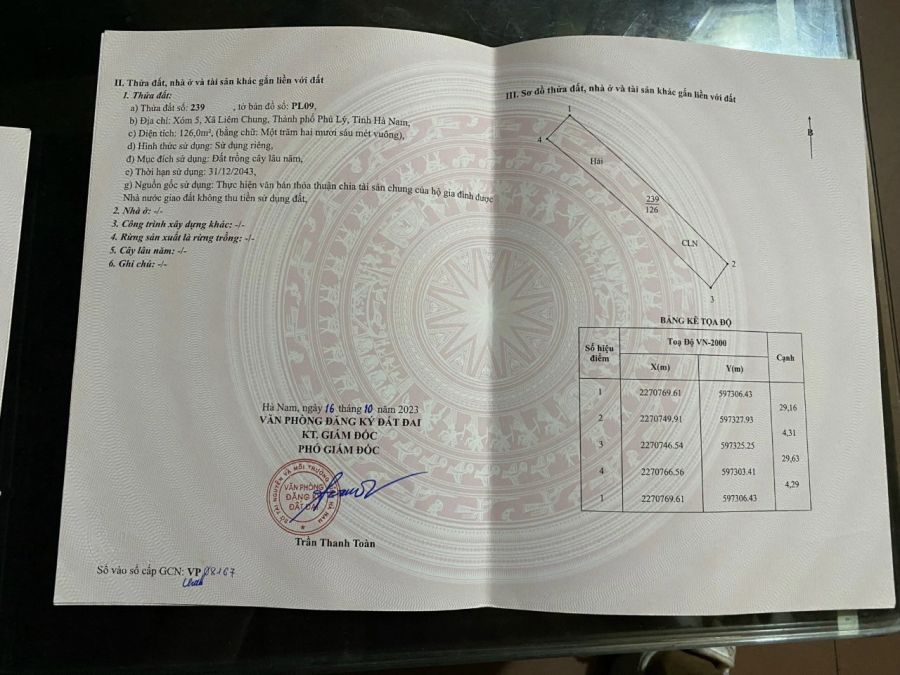 II. Thửa đất, nhà ở và tài sản khác gắn liền với đất
1. Thửa đất:
a) Thửa đất số: 239 , tờ bản đồ số: PL09,
b) Địa chỉ: Xóm 5, Xã Liêm Chung, Thành phố Phủ Lý, Tỉnh Hà Nam,
c) Diện tích: 126,0m², (bằng chữ: Một trăm hai mươi sáu mét vuông),
d) Hình thức sử dụng: Sử dụng riêng,
đ) Mục đích sử dụng: Đất trồng cây lâu năm,
e) Thời hạn sử dụng: 31/12/2043,
g) Nguồn gốc sử dụng: Thực hiện văn bản thỏa thuận chia tài sản chung của hộ gia đình được
Nhà nước giao đất không thu tiền sử dụng đất,
2. Nhà ở: -/-
3. Công trình xây dựng khác: -/-
4. Rừng sản xuất là rừng trồng: -/-
5. Cây lâu năm: -/-
6. Ghi chú: -/-
Hà Nam, ngày 16 tháng 10 năm 2023
VĂN PHÒNG ĐĂNG KÝ ĐẤT ĐAI
KT. GIÁM ĐỐC
PHÓ GIÁM ĐỐC
VĂN PHÒNG
ĐĂNG
ĐẤT ĐAI
Trần Thanh Toàn
Số vào sổ cấp GCN: VP 08167
III. Sơ đồ thửa đất, nhà ở và tài sản khác gắn liền với đất
B
1
4
Hải
239
126
CLN
2
3
BẢNG KÊ TỌA ĐỘ
Số hiệu điểm Toạ Độ VN-2000 Cạnh
X(m) Y(m)
1 2270769.61 597306.43
29,16
2 2270749.91 597327.93
4,31
3 2270746.54 597325.25
29,63
4 2270766.56 597303.41
4,29
1 2270769.61 597306.43